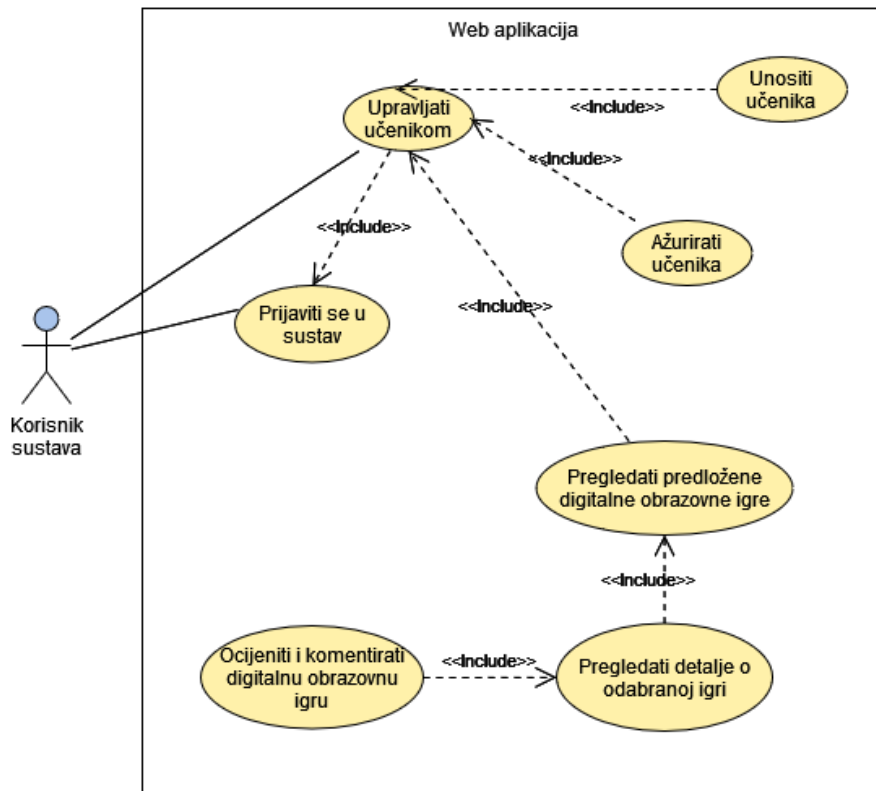 Web aplikacija
Unositi
učenika
Upravljati
učenikom
<<Include>>
<<Include>>
Ažurirati
učenika
<<Include>>
<<Include>>
Prijaviti se u
sustav
Korisnik
sustava
Pregledati predložene
digitalne obrazovne igre
<<Include>>
Ocijeniti i komentirati
digitalnu obrazovnu
igru
<<Include>>
Pregledati detalje o
odabranoj igri